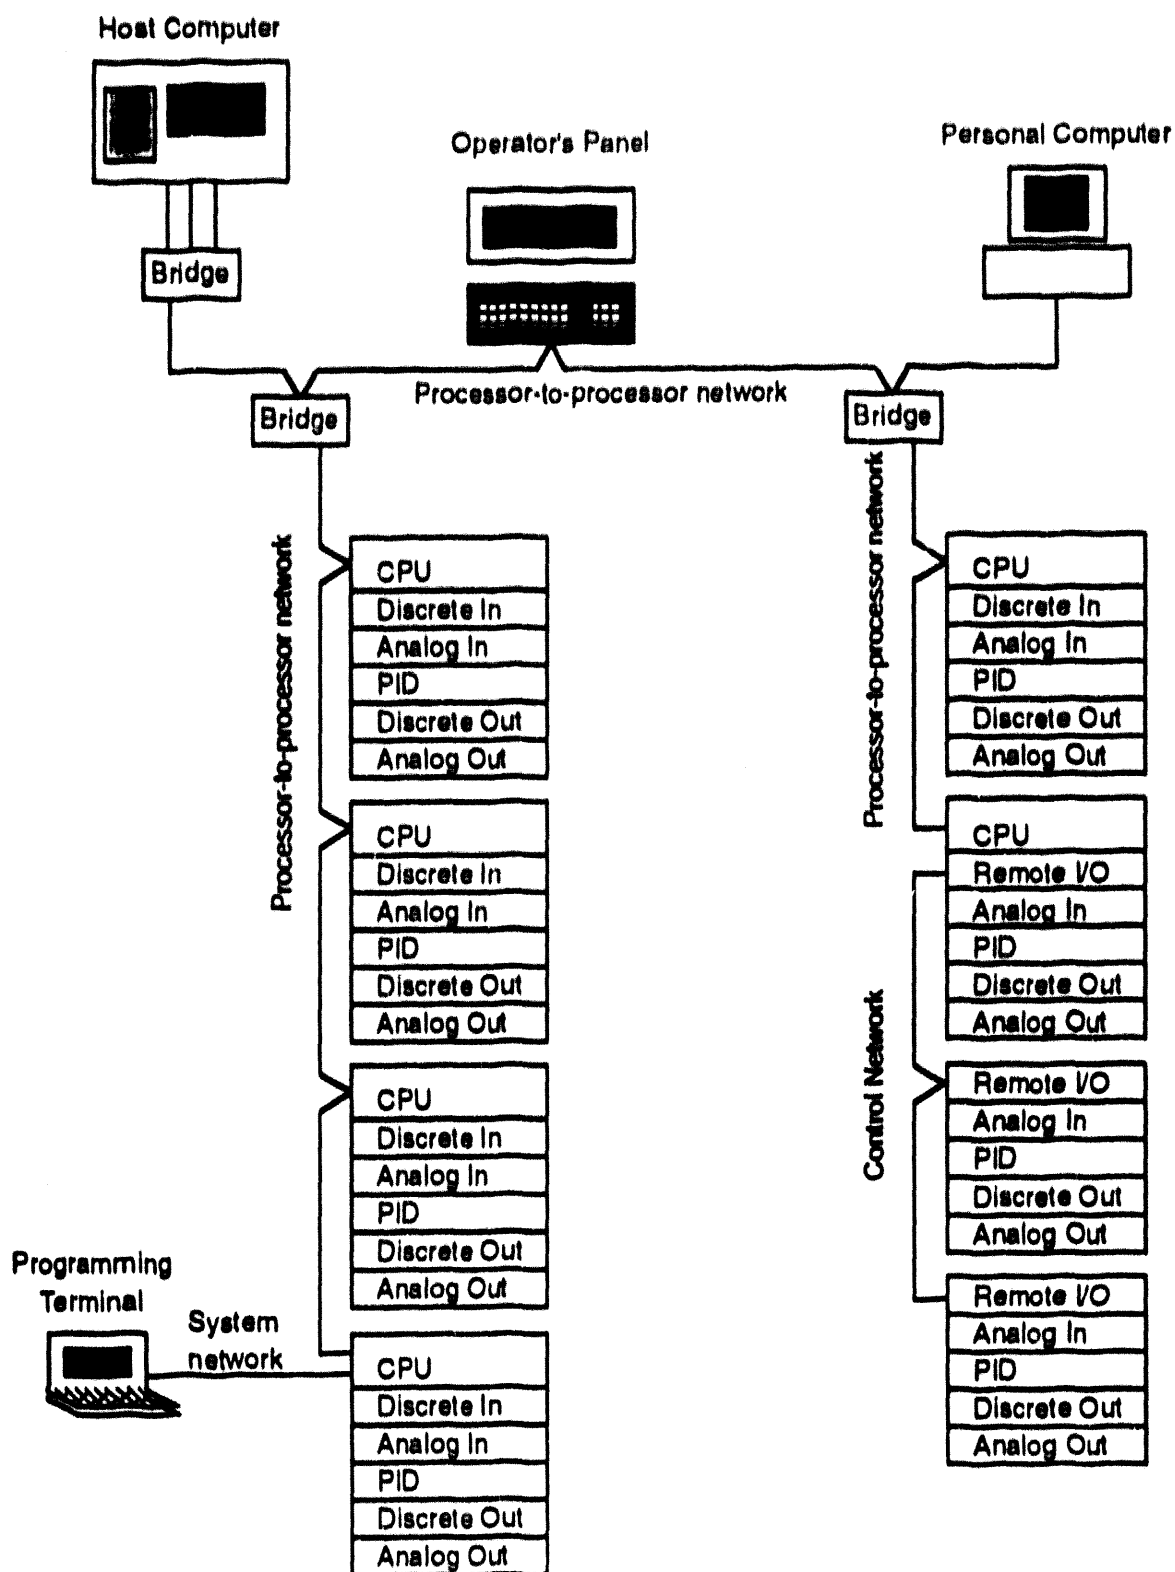 Host Computer
Operator's Panel
Personal Computer
Bridge
Processor-to-processor network
Bridge
Bridge
Processor-to-processor network
CPU
Discrete In
Analog In
PID
Discrete Out
Analog Out
CPU
Discrete In
Analog In
PID
Discrete Out
Analog Out
CPU
Discrete In
Analog In
PID
Discrete Out
Analog Out
Programming
Terminal
System
network
CPU
Discrete In
Analog In
PID
Discrete Out
Analog Out
Processor-to-processor network
CPU
Discrete In
Analog In
PID
Discrete Out
Analog Out
CPU
Remote I/O
Analog In
PID
Discrete Out
Analog Out
Control Network
Remote I/O
Analog In
PID
Discrete Out
Analog Out
Remote I/O
Analog In
PID
Discrete Out
Analog Out